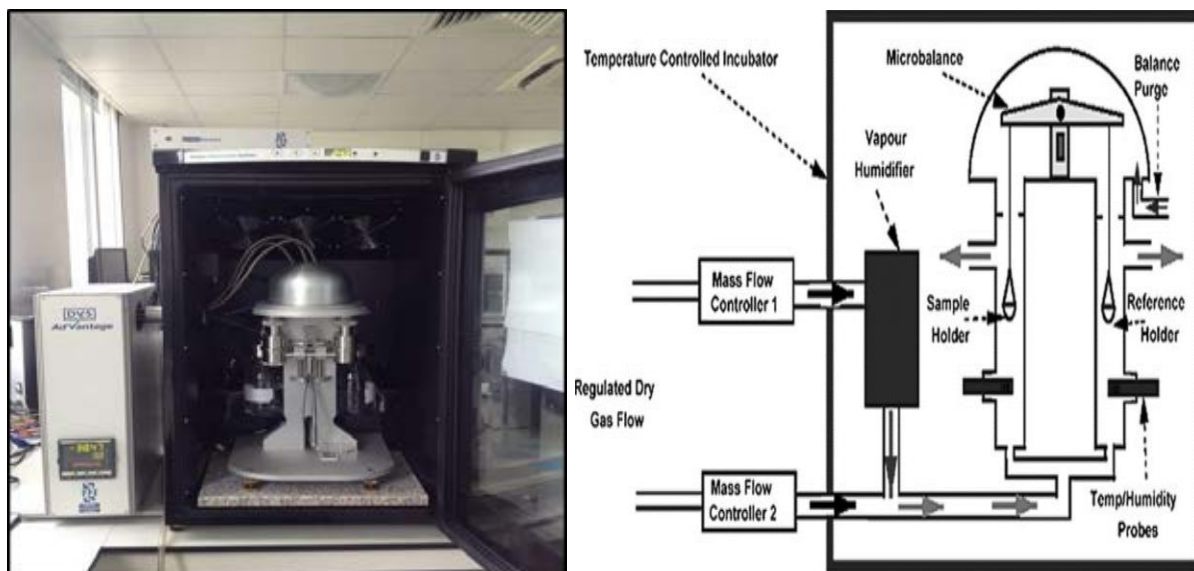 DVS
AdVantage
Temperature Controlled Incubator
Microbalance
Balance
Purge
Vapour
Humidifier
Mass Flow
Controller 1
Sample
Holder
Reference
Holder
Regulated Dry
Gas Flow
Mass Flow
Controller 2
Temp/Humidity
Probes